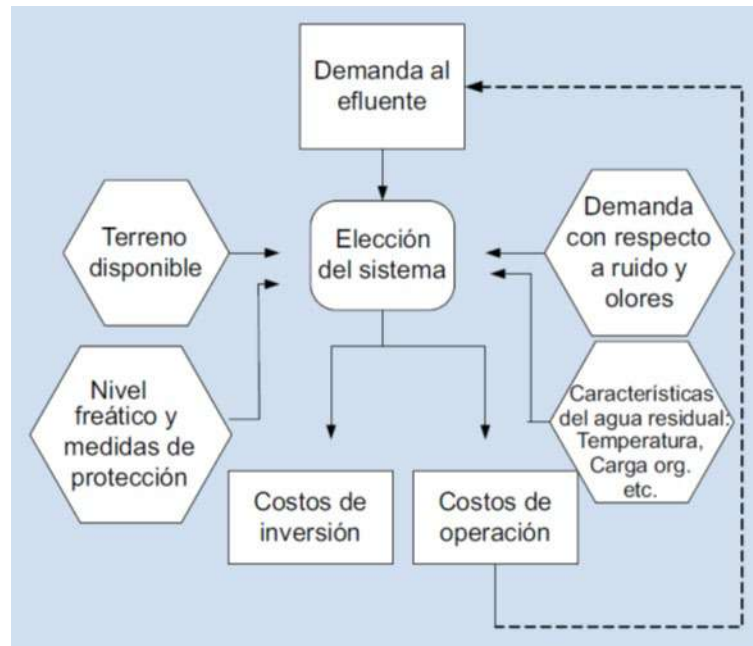 Demanda al
efluente
Terreno
disponible
Elección
del sistema
Demanda
con respecto
a ruido y
olores
Nivel
freático y
medidas de
protección
Características
del agua residual:
Temperatura,
Carga org.
etc.
Costos de
inversión
Costos de
operación